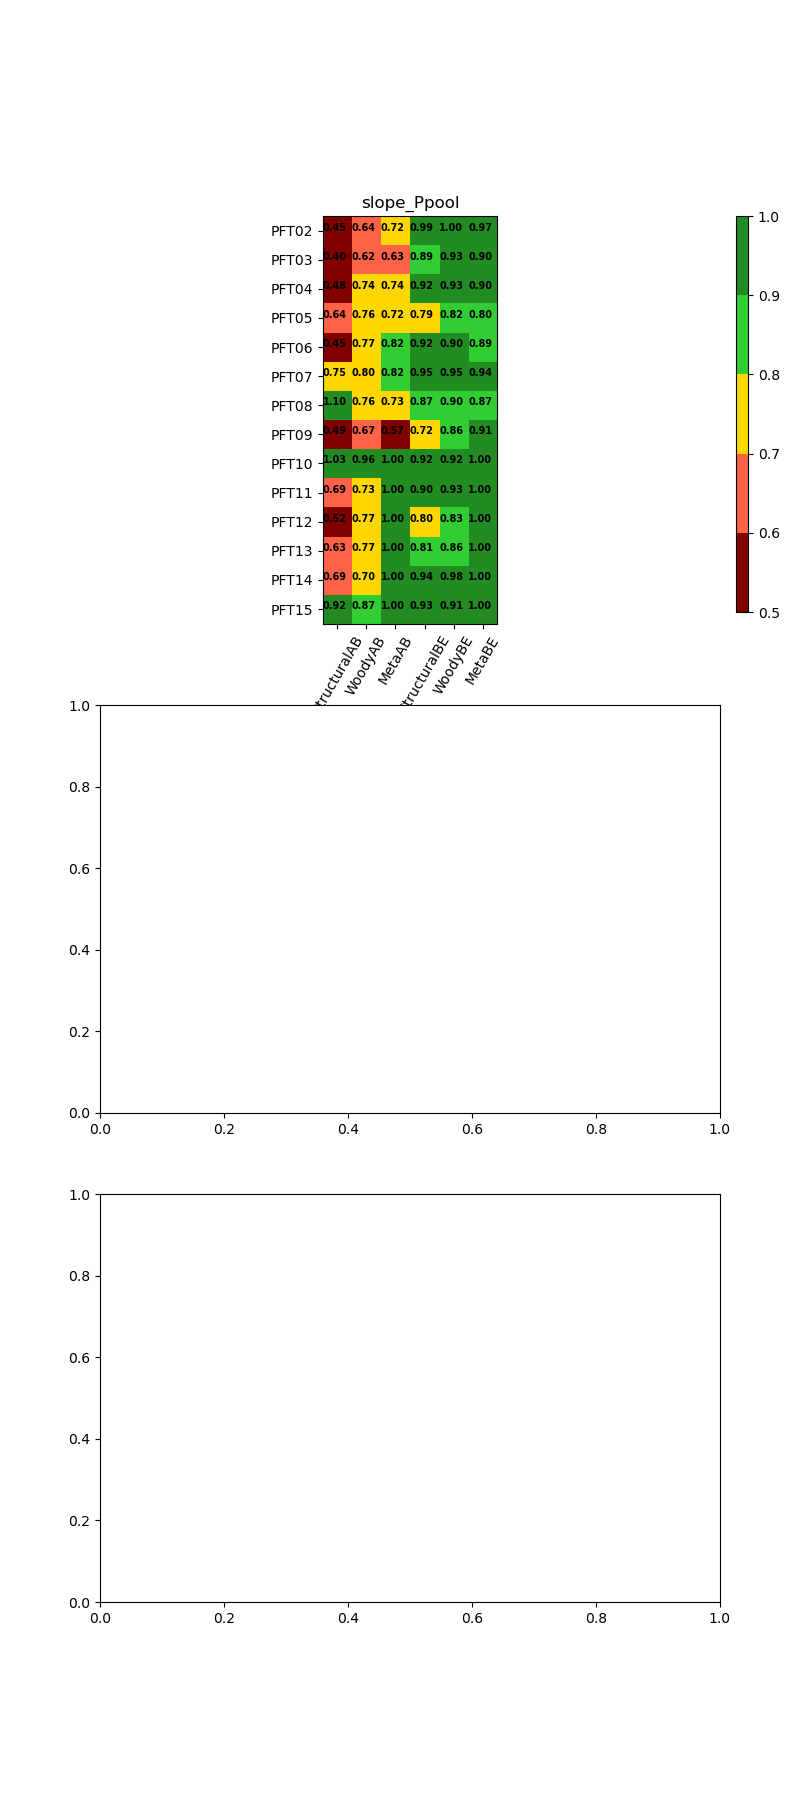 slope_Ppool
PFT02 0.45 0.64 0.72 0.99 1.00 0.97
PFT03 0.40 0.62 0.63 0.89 0.93 0.90
PFT04 0.48 0.74 0.74 0.92 0.93 0.90
PFT05 0.64 0.76 0.72 0.79 0.82 0.80
PFT06 0.45 0.77 0.82 0.92 0.90 0.89
PFT07 0.75 0.80 0.82 0.95 0.95 0.94
PFT08 1.10 0.76 0.73 0.87 0.90 0.87
PFT09 0.49 0.67 0.57 0.72 0.86 0.91
PFT10 1.03 0.96 1.00 0.92 0.92 1.00
PFT11 0.69 0.73 1.00 0.90 0.93 1.00
PFT12 0.52 0.77 1.00 0.80 0.83 1.00
PFT13 0.63 0.77 1.00 0.81 0.86 1.00
PFT14 0.69 0.70 1.00 0.94 0.98 1.00
PFT15 0.92 0.87 1.00 0.93 0.91 1.00
tructuralAB WoodyAB MetaAB tructuralBE WoodyBE MetaBE
1.0
0.9
0.8
0.7
0.6
0.5
1.0
0.8
0.6
0.4
0.2
0.0
0.0 0.2 0.4 0.6 0.8 1.0
1.0
0.8
0.6
0.4
0.2
0.0
0.0 0.2 0.4 0.6 0.8 1.0